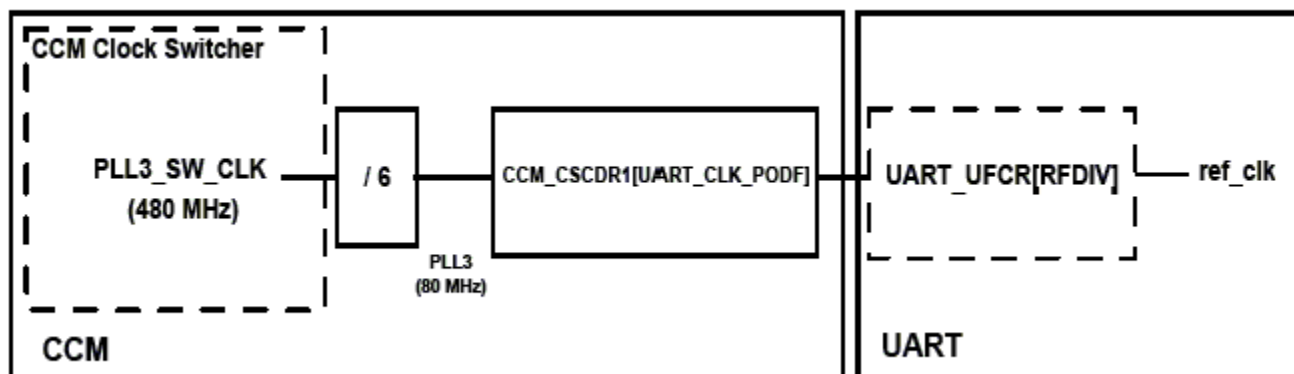 CCM Clock Switcher
PLL3_SW_CLK
(480 MHz)
/ 6
PLL3
(80 MHz)
CCM_CSCDR1[UART_CLK_PODF]
UART_UFCR[RFDIV]
ref_clk
CCM
UART